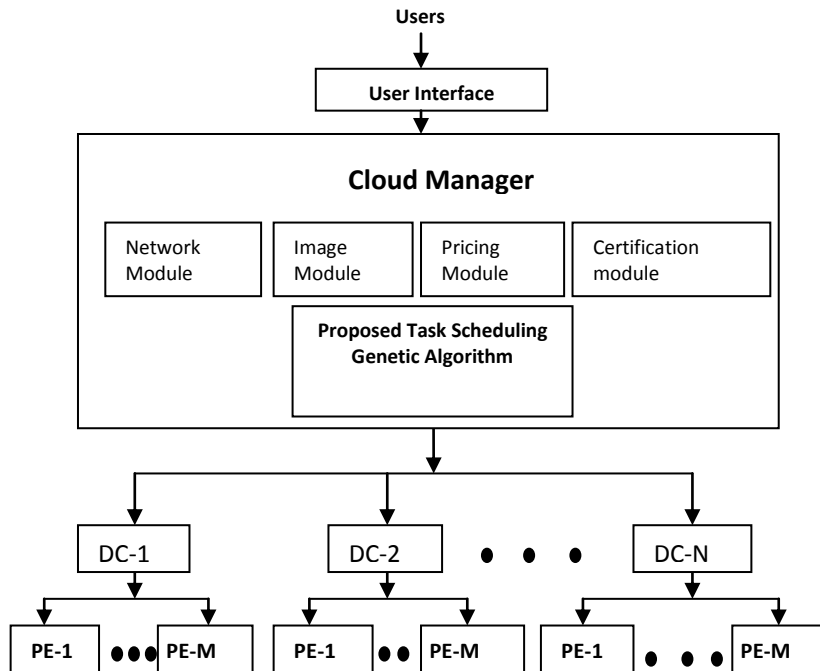 Users
User Interface
Cloud Manager
Network
Module
Image
Module
Pricing
Module
Certification
module
Proposed Task Scheduling
Genetic Algorithm
DC-1
DC-2
DC-N
PE-1
PE-M
PE-1
PE-M
PE-1
PE-M